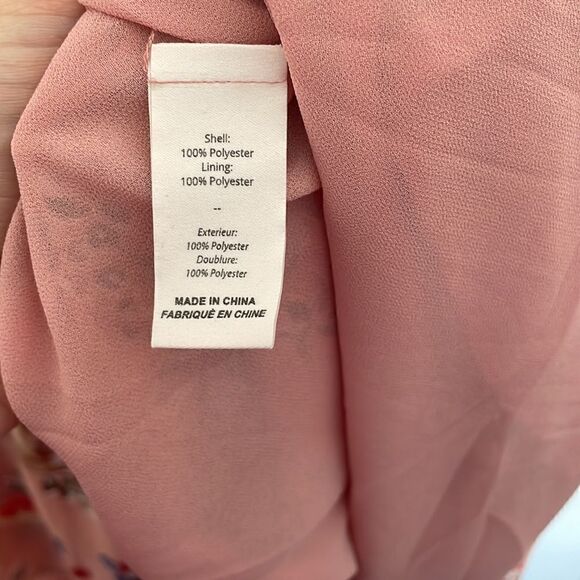 Shell:
100% Polyester
Lining:
100% Polyester
--
Exterieur:
100% Polyester
Doublure:
100% Polyester
MADE IN CHINA
FABRIQUÈ EN CHINE